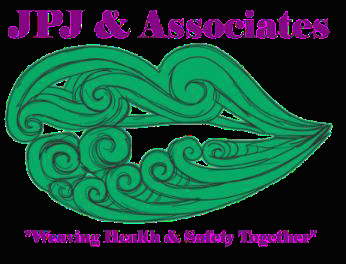 JPJ & Associates
"Weaving Health & Safety Together"